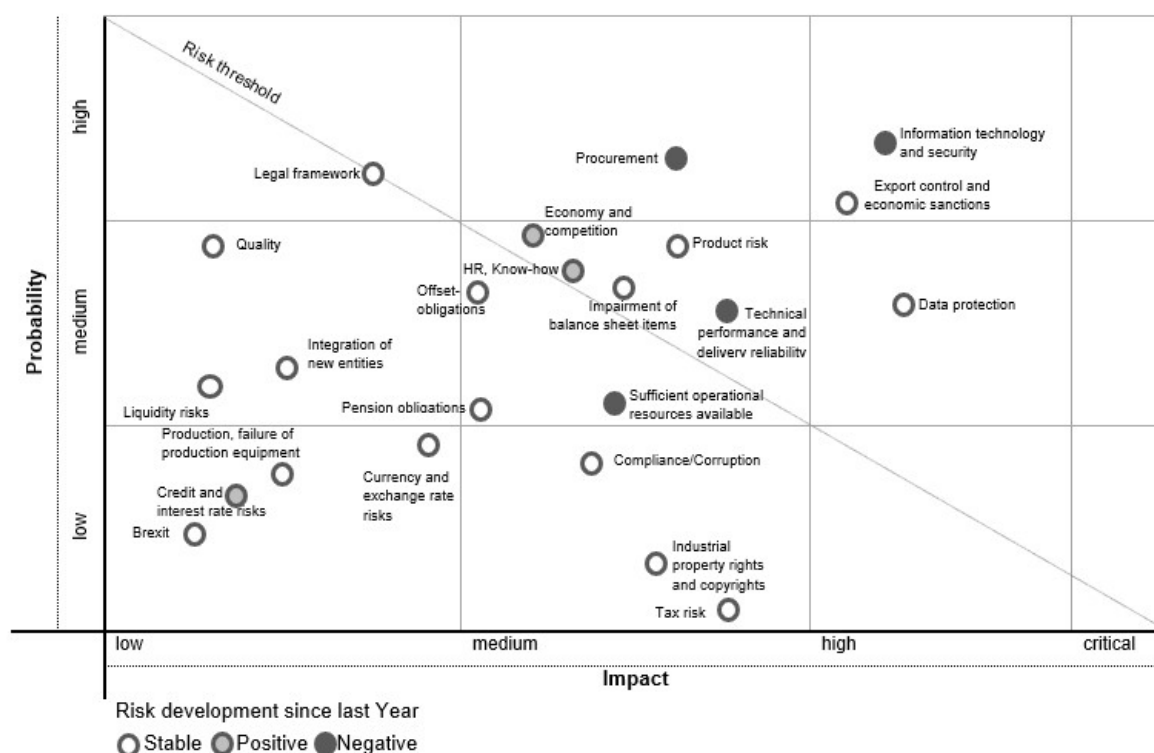 Risk threshold
high
Information technology
and security
Procurement
Legal framework
Export control and
economic sanctions
Economy and
competition
Quality
Product risk
HR, Know-how
Offset-
obligations
Impairment of
balance sheet items
Data protection
Technical
performance and
delivery reliability
Probability
medium
Integration of
new entities
Liquidity risks
Pension obligations
Sufficient operational
resources available
Production, failure of
production equipment
Compliance/Corruption
Currency and
exchange rate
risks
Credit and
interest rate risks
Brexit
low
Industrial
property rights
and copyrights
Tax risk
low medium high critical
Impact
Risk development since last Year
Stable Positive Negative